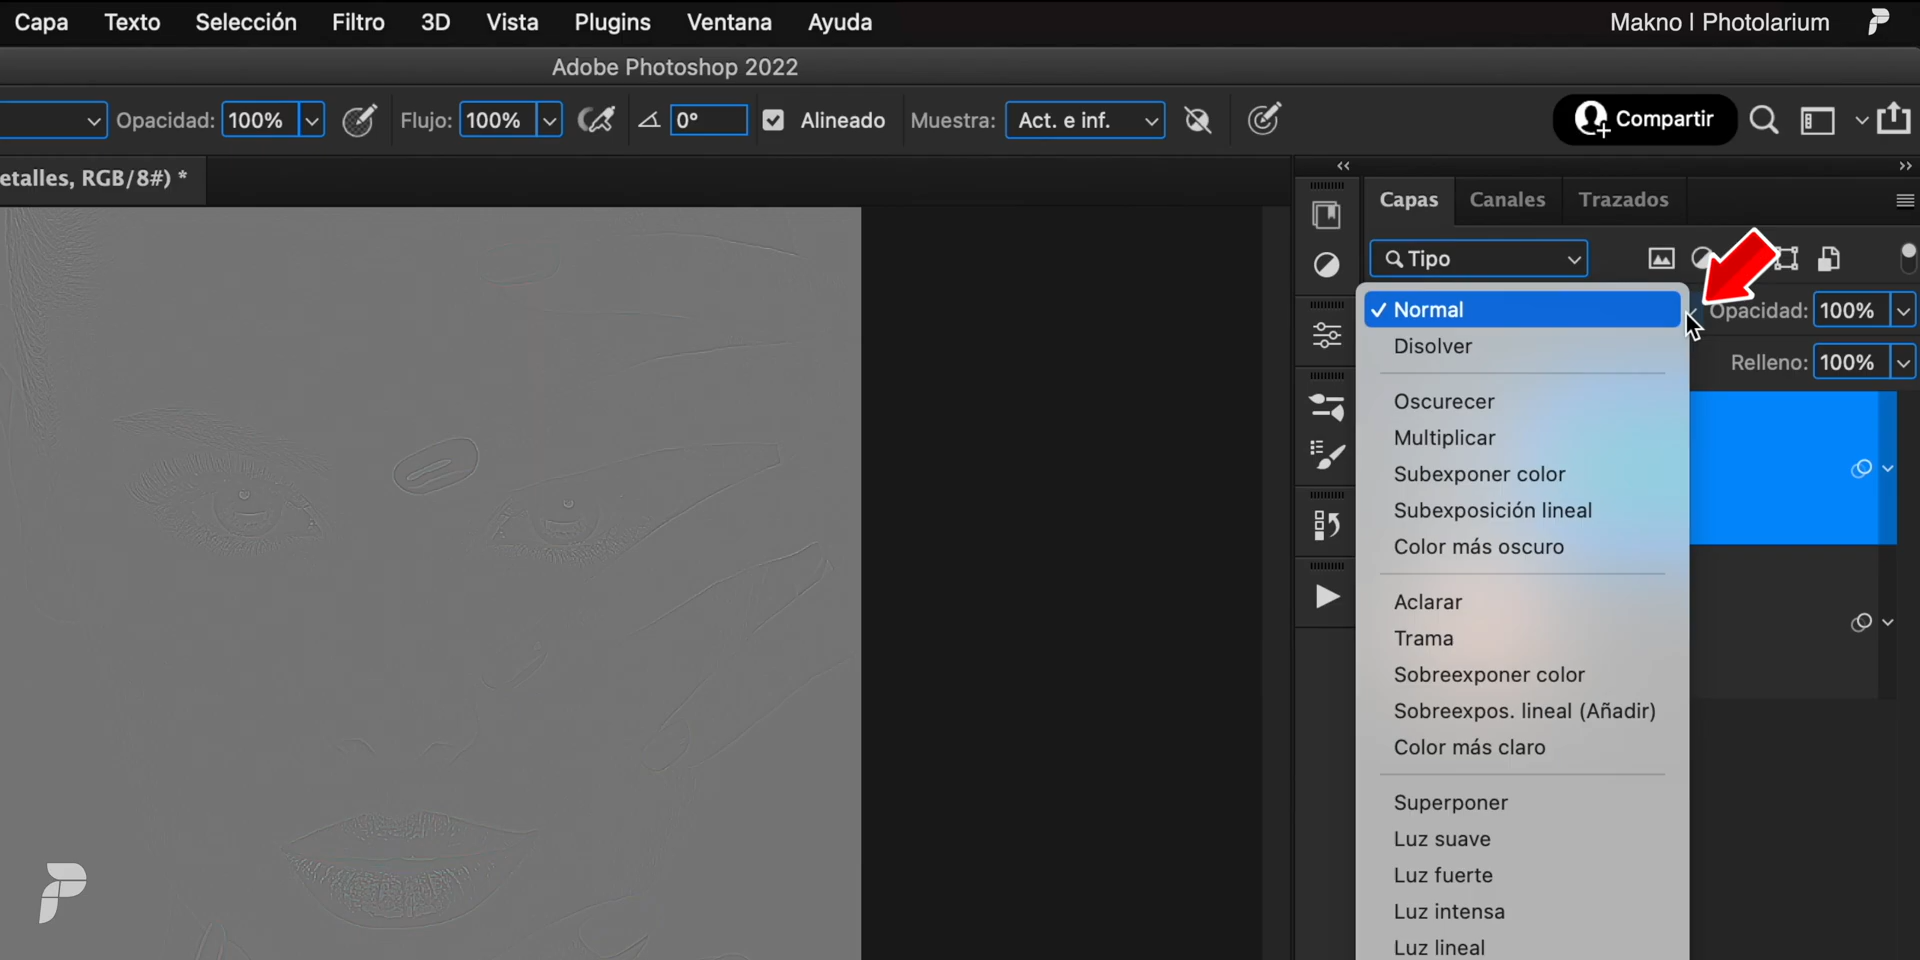 Capa Texto Selección Filtro 3D Vista Plugins Ventana Ayuda Makno | Photolarium
Adobe Photoshop 2022
Opacidad: 100% Flujo: 100% 0° Alineado Muestra: Act. e inf. Compartir
etalles, RGB/8#) *
Capas Canales Trazados
Tipo
Normal Opacidad: 100%
Disolver
Relleno: 100%
Oscurecer
Multiplicar
Subexponer color
Subexposición lineal
Color más oscuro
Aclarar
Trama
Sobreexponer color
Sobreexpos. lineal (Añadir)
Color más claro
Superponer
Luz suave
Luz fuerte
Luz intensa
Luz lineal